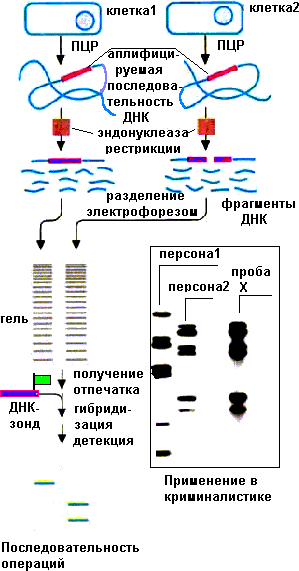 клетка1
клетка2
ПЦР
ПЦР
амплифици-
руемая
последова-
тельность
ДНК
эндонуклеаза
рестрикции
разделение
электрофорезом
фрагменты
ДНК
гель
персона1
персона2
проба
X
получение
отпечатка
ДНК-
зонд
гибриди-
зация
детекция
Применение в
криминалистике
Последовательность
операций